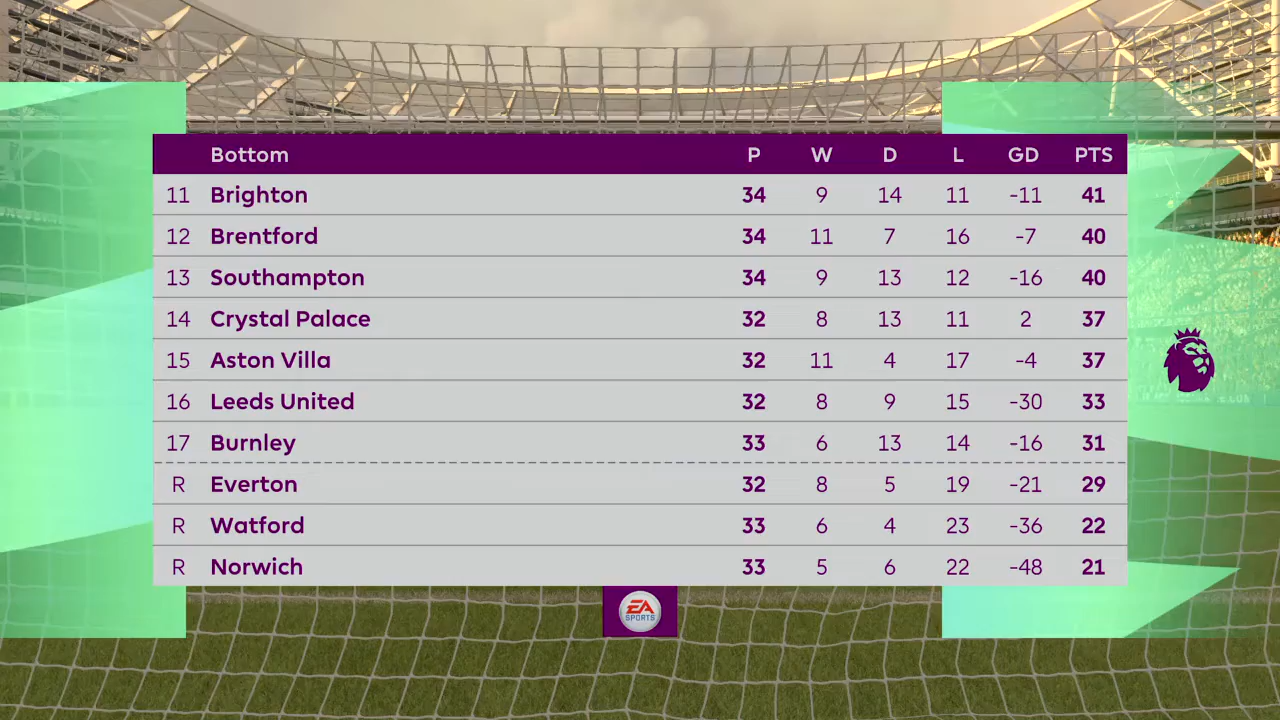 Bottom P W D L GD PTS
11 Brighton 34 9 14 11 -11 41
12 Brentford 34 11 7 16 -7 40
13 Southampton 34 9 13 12 -16 40
14 Crystal Palace 32 8 13 11 2 37
15 Aston Villa 32 11 4 17 -4 37
16 Leeds United 32 8 9 15 -30 33
17 Burnley 33 6 13 14 -16 31
R Everton 32 8 5 19 -21 29
R Watford 33 6 4 23 -36 22
R Norwich 33 5 6 22 -48 21
EA
SPORTS